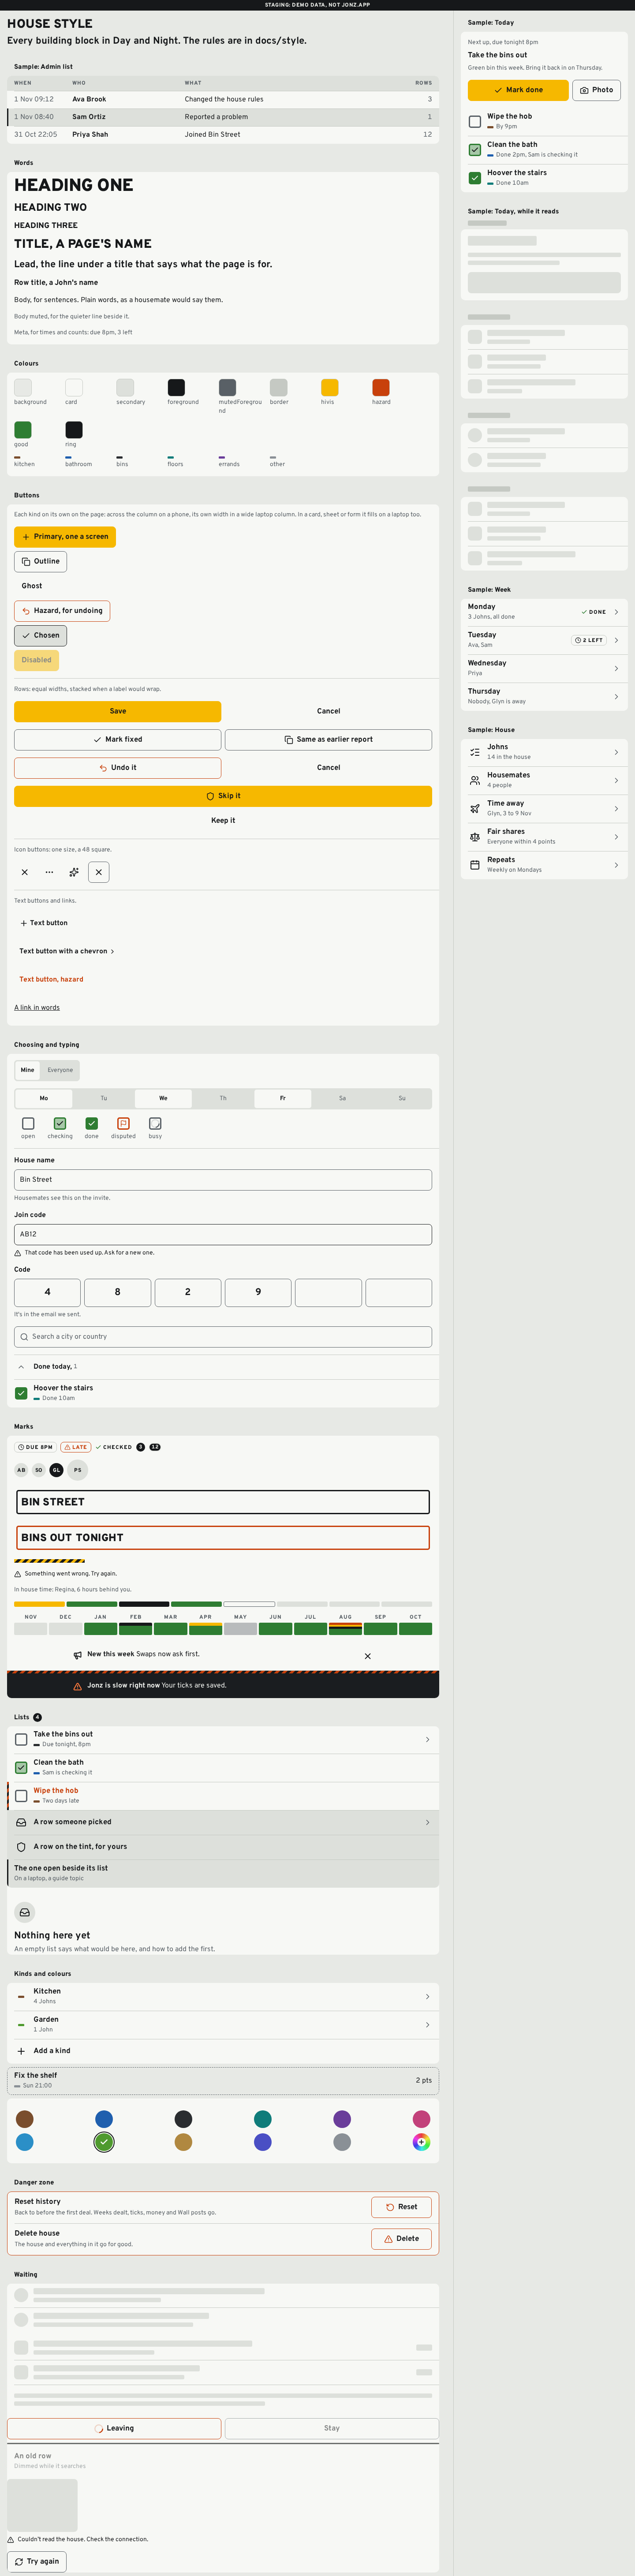 STAGING: DEMO DATA, NOT JONZ.APP
HOUSE STYLE
Every building block in Day and Night. The rules are in docs/style.
Sample: Admin list
WHEN WHO WHAT ROWS
1 Nov 09:12 Ava Brook Changed the house rules 3
1 Nov 08:40 Sam Ortiz Reported a problem 1
31 Oct 22:05 Priya Shah Joined Bin Street 12
Words
HEADING ONE
HEADING TWO
HEADING THREE
TITLE, A PAGE'S NAME
Lead, the line under a title that says what the page is for.
Row title, a John's name
Body, for sentences. Plain words, as a housemate would say them.
Body muted, for the quieter line beside it.
Meta, for times and counts: due 8pm, 3 left
Colours
background card secondary foreground mutedForegrou
nd border hivis hazard
good ring
kitchen bathroom bins floors errands other
Buttons
Each kind on its own on the page: across the column on a phone, its own width in a wide laptop column. In a card, sheet or form it fills on a laptop too.
Primary, one a screen
Outline
Ghost
Hazard, for undoing
Chosen
Disabled
Rows: equal widths, stacked when a label would wrap.
Save Cancel
Mark fixed Same as earlier report
Undo it Cancel
Skip it
Keep it
Icon buttons: one size, a 48 square.
Text buttons and links.
Text button
Text button with a chevron
Text button, hazard
A link in words
Choosing and typing
Mine Everyone
Mo Tu We Th Fr Sa Su
open checking done disputed busy
House name
Bin Street
Housemates see this on the invite.
Join code
AB12
That code has been used up. Ask for a new one.
Code
4 8 2 9
It's in the email we sent.
Search a city or country
Done today, 1
Hoover the stairs
Done 10am
Marks
DUE 8PM LATE CHECKED 3 12
AB SO GL PS
BIN STREET
BINS OUT TONIGHT
Something went wrong. Try again.
In house time: Regina, 6 hours behind you.
NOV DEC JAN FEB MAR APR MAY JUN JUL AUG SEP OCT
New this week Swaps now ask first.
Jonz is slow right now Your ticks are saved.
Lists 4
Take the bins out
Due tonight, 8pm
Clean the bath
Sam is checking it
Wipe the hob
Two days late
A row someone picked
A row on the tint, for yours
The one open beside its list
On a laptop, a guide topic
Nothing here yet
An empty list says what would be here, and how to add the first.
Kinds and colours
Kitchen
4 Johns
Garden
1 John
Add a kind
Fix the shelf
Sun 21:00
2 pts
Danger zone
Reset history
Back to before the first deal. Weeks dealt, ticks, money and Wall posts go.
Reset
Delete house
The house and everything in it go for good.
Delete
Waiting
Leaving Stay
An old row
Dimmed while it searches
Couldn't read the house. Check the connection.
Try again
Sample: Today
Next up, due tonight 8pm
Take the bins out
Green bin this week. Bring it back in on Thursday.
Mark done Photo
Wipe the hob
By 9pm
Clean the bath
Done 2pm, Sam is checking it
Hoover the stairs
Done 10am
Sample: Today, while it reads
Sample: Week
Monday
3 Johns, all done
DONE
Tuesday
Ava, Sam
2 LEFT
Wednesday
Priya
Thursday
Nobody, Glyn is away
Sample: House
Johns
14 in the house
Housemates
4 people
Time away
Glyn, 3 to 9 Nov
Fair shares
Everyone within 4 points
Repeats
Weekly on Mondays